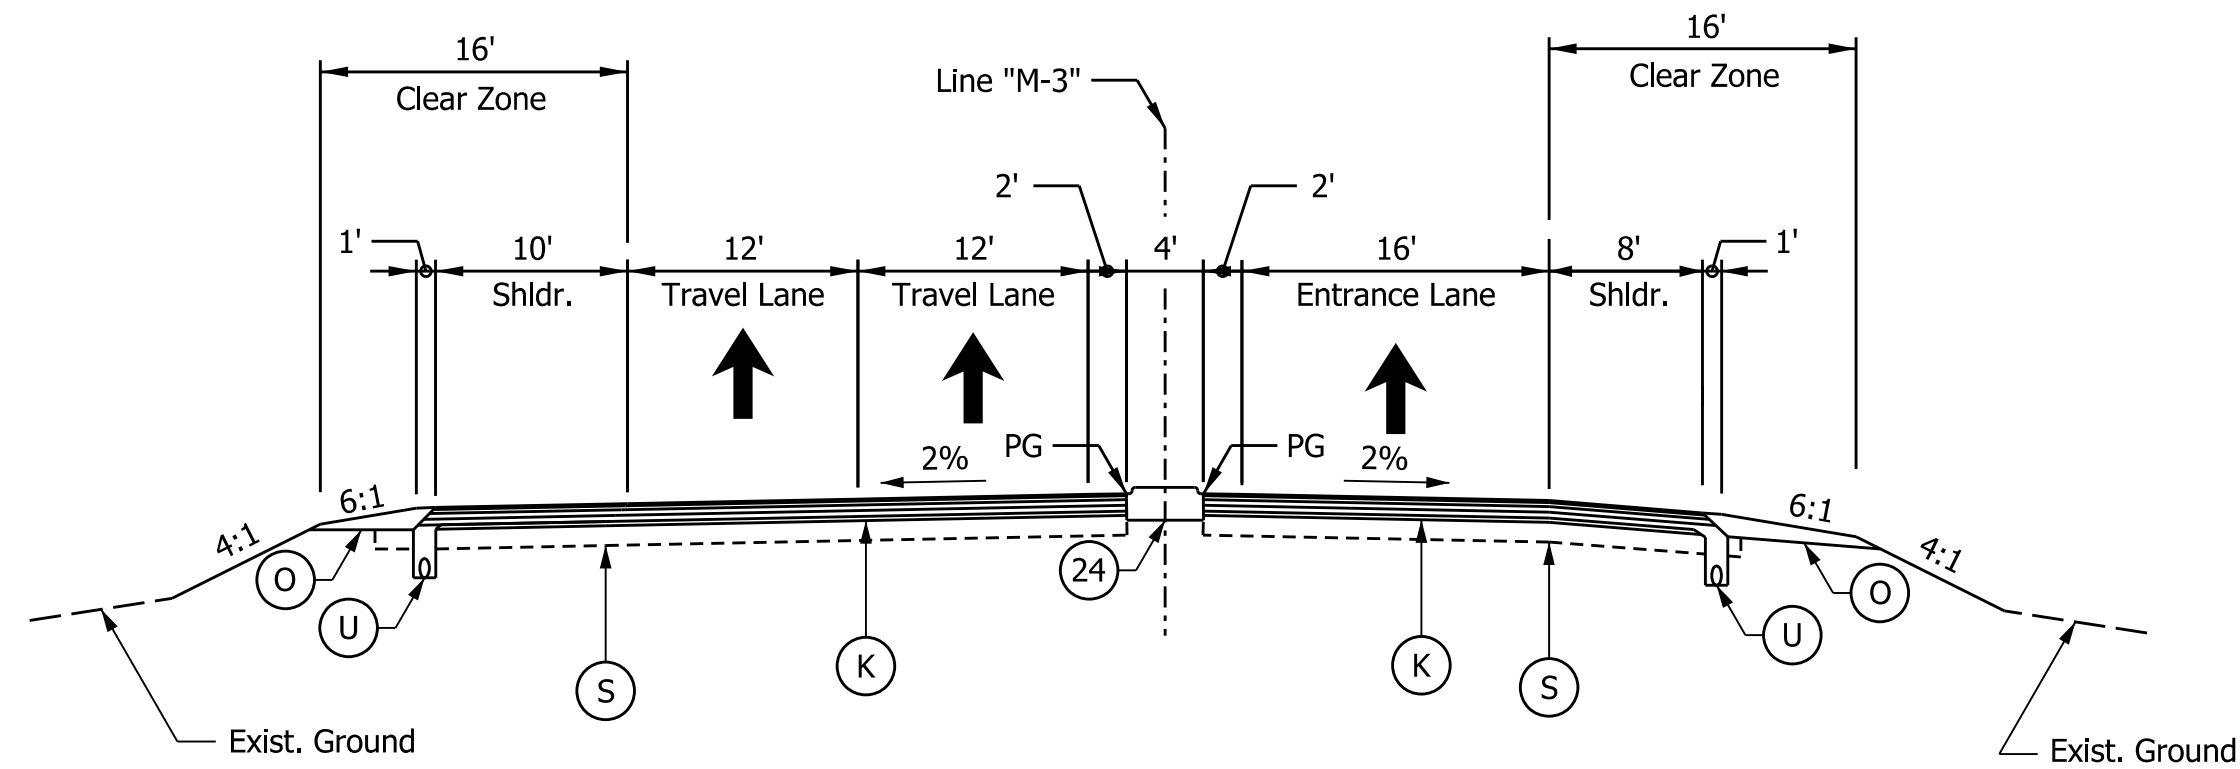 16'
Clear Zone
Line "M-3"
16'
Clear Zone
2'
2'
1'
10'
Shldr.
12'
Travel Lane
12'
Travel Lane
4'
16'
Entrance Lane
8'
Shldr.
1'
PG
PG
2%
2%
4:1
6:1
6:1
4:1
O
U
S
K
24
K
S
U
O
Exist. Ground
Exist. Ground